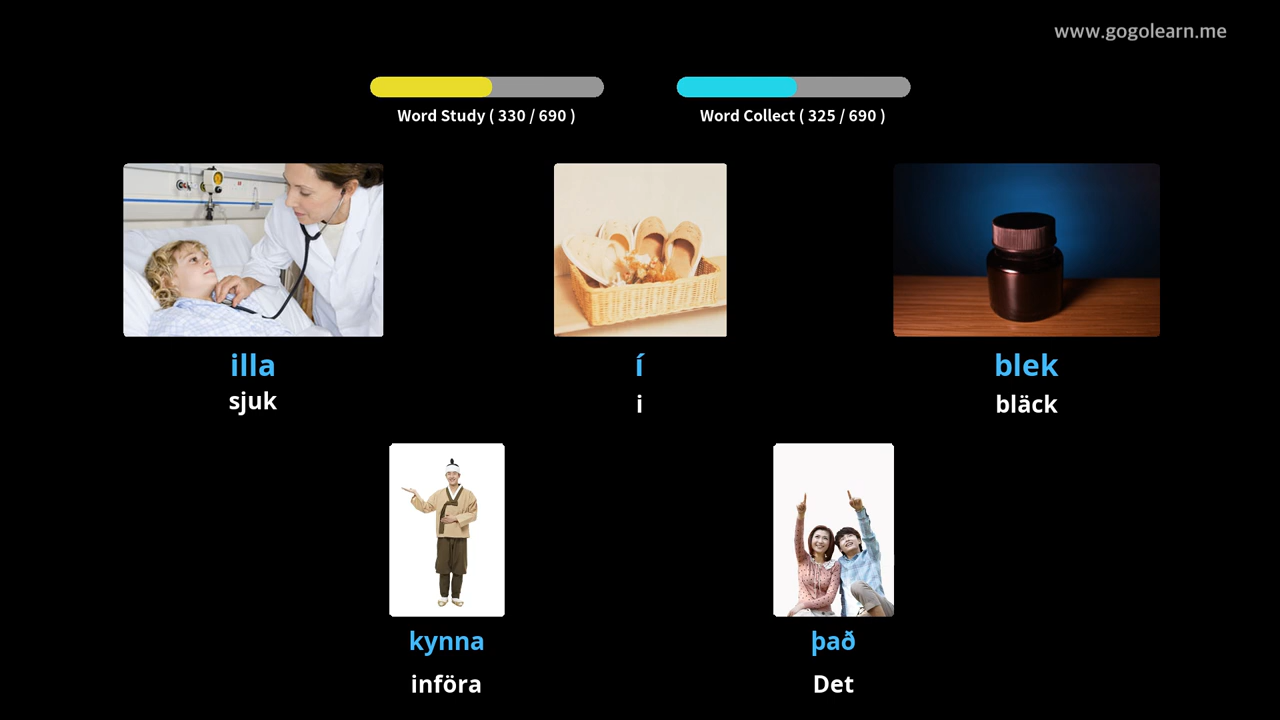 www.gogolearn.me
Word Study ( 330 / 690 )
Word Collect ( 325 / 690 )
illa
sjuk
í
i
blek
bläck
kynna
införa
það
Det